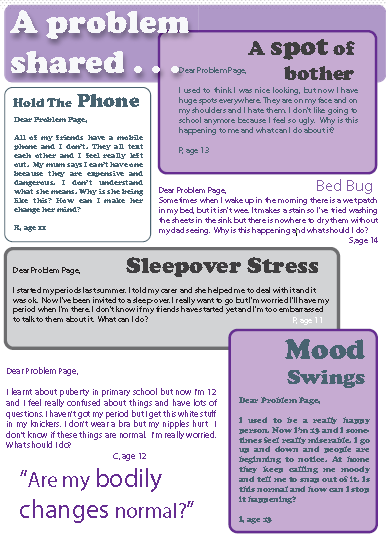 A problem
shared . . .
A spot of
bother
Dear Problem Page,
I used to think I was nice looking, but now I have
huge spots everywhere. They are on my face and on
my shoulders and I hate them. I don't like going to
school anymore because I feel so ugly. Why is this
happening to me and what can I do about it?
P, age 13
Hold The Phone
Dear Problem Page,
All of my friends have a mobile
phone and I don't. They all text
each other and I feel really left
out. My mum says I can't have one
because they are expensive and
dangerous. I don't understand
what she means. Why is she being
like this? How can I make her
change her mind?
R, age 11
Bed Bug
Dear Problem Page,
Sometimes when I wake up in the morning there is a wet patch
in my bed, but it isn't wee. It makes a stain so I've tried washing
the sheets in the sink but there is nowhere to dry them without
my dad seeing. Why is this happening and what should I do?
S, age 14
Sleepover Stress
Dear Problem Page,
I started my periods last summer. I told my carer and she helped me to deal with it and it
was ok. Now I've been invited to a sleepover. I really want to go but I'm worried I'll have my
period when I'm there. I don't know if my friends have started yet and I'm too embarrassed
to talk to them about it. What can I do?
P, age 11
Mood
Swings
Dear Problem Page,
I used to be a really happy
person. Now I'm 13 and I some-
times feel really miserable. I go
up and down and people are
beginning to notice. At home
they keep calling me moody
and tell me to snap out of it. Is
this normal and how can I stop
it happening?
I, age 13
Dear Problem Page,
I learnt about puberty in primary school but now I'm 12
and I feel really confused about things and have lots of
questions. I haven't got my period but I get this white stuff
in my knickers. I don't wear a bra but my nipples hurt. I
don't know if these things are normal. I'm really worried.
What should I do?
C, age 12
"Are my bodily
changes normal?"